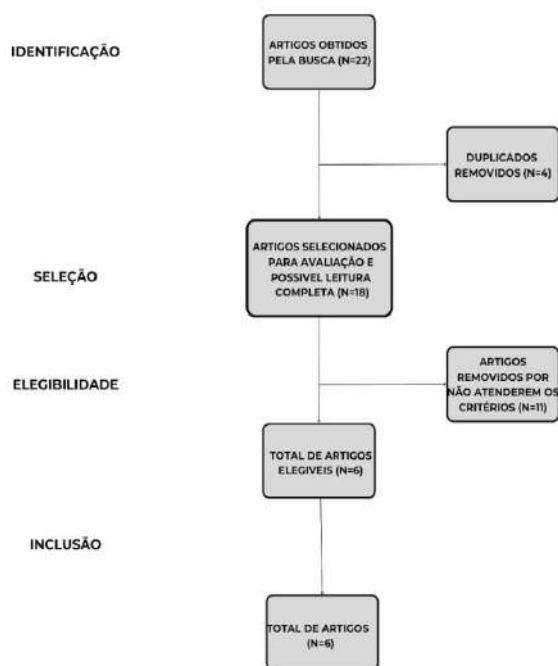 IDENTIFICAÇÃO
ARTIGOS OBTIDOS
PELA BUSCA (N=22)
DUPLICADOS
REMOVIDOS (N=4)
SELEÇÃO
ARTIGOS SELECIONADOS
PARA AVALIAÇÃO E
POSSIVEL LEITURA
COMPLETA (N=18)
ELEGIBILIDADE
ARTIGOS
REMOVIDOS POR
NÃO ATENDEREM OS
CRITÉRIOS (N=11)
TOTAL DE ARTIGOS
ELEGIVEIS (N=6)
INCLUSÃO
TOTAL DE ARTIGOS
(N=6)